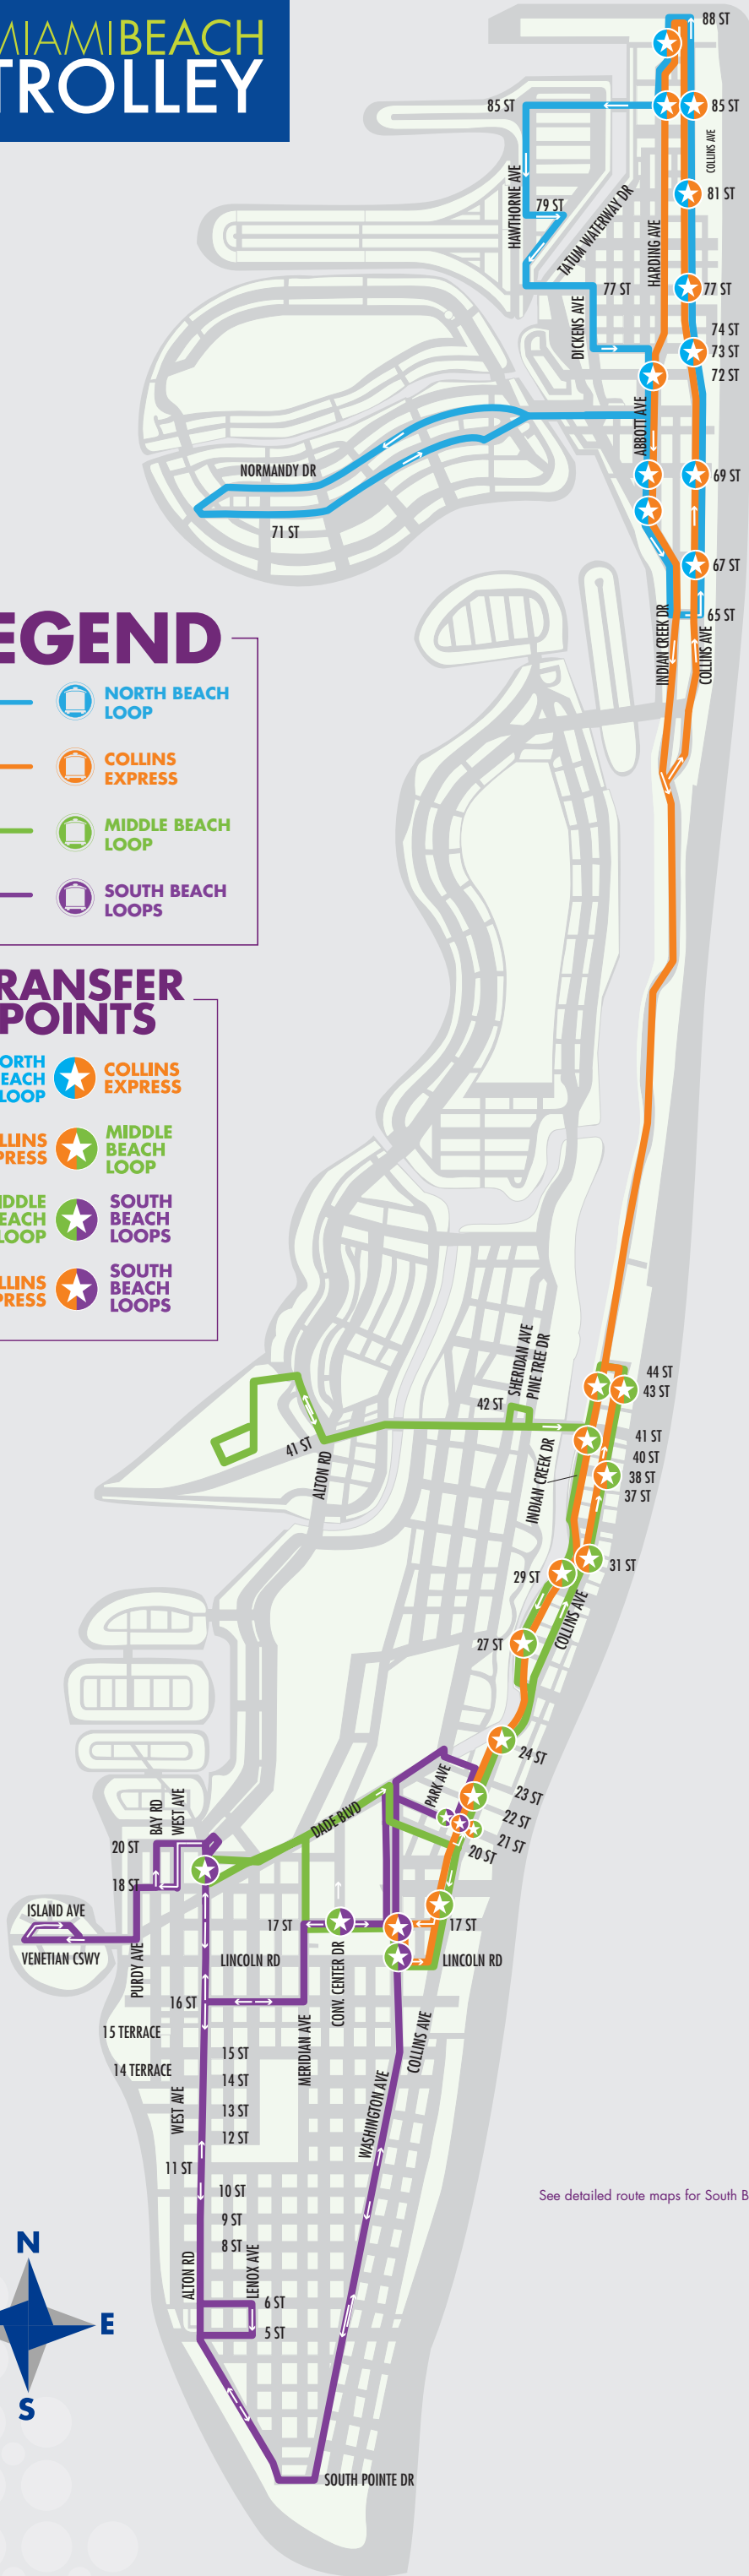 MIAMIBEACH
TROLLEY
88 ST
85 ST
85 ST
COLLINS AVE
HAWTHORNE AVE
79 ST
TATUM WATERWAY DR
81 ST
HARDING AVE
77 ST
77 ST
DICKENS AVE
74 ST
73 ST
72 ST
ABBOTT AVE
NORMANDY DR
69 ST
71 ST
67 ST
65 ST
INDIAN CREEK DR
COLLINS AVE
EGEND
NORTH BEACH
LOOP
COLLINS
EXPRESS
MIDDLE BEACH
LOOP
SOUTH BEACH
LOOPS
RANSFER
POINTS
ORTH
EACH
LOOP
COLLINS
EXPRESS
LLINS
PRESS
MIDDLE
BEACH
LOOP
IDDLE
EACH
LOOP
SOUTH
BEACH
LOOPS
LLINS
PRESS
SOUTH
BEACH
LOOPS
SHERIDAN AVE
PINE TREE DR
44 ST
43 ST
42 ST
41 ST
41 ST
ALTON RD
INDIAN CREEK DR
40 ST
38 ST
37 ST
31 ST
29 ST
COLLINS AVE
27 ST
24 ST
PARK AVE
23 ST
22 ST
21 ST
20 ST
DADE BLVD
BAY RD
WEST AVE
20 ST
18 ST
ISLAND AVE
VENETIAN CSWY
PURDY AVE
17 ST
17 ST
LINCOLN RD
LINCOLN RD
CONV. CENTER DR
16 ST
MERIDIAN AVE
COLLINS AVE
15 TERRACE
15 ST
14 TERRACE
14 ST
WEST AVE
13 ST
WASHINGTON AVE
12 ST
11 ST
10 ST
See detailed route maps for South B
9 ST
8 ST
ALTON RD
LENOX AVE
6 ST
5 ST
SOUTH POINTE DR
N
E
S